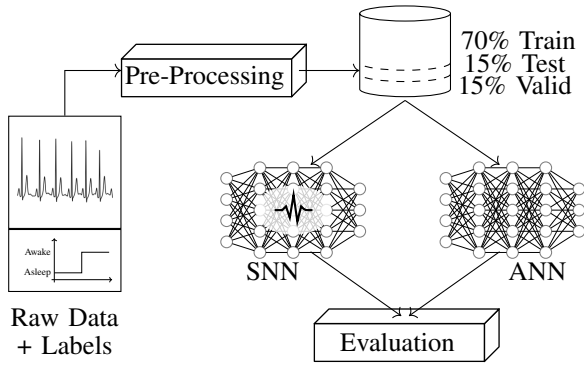 Pre-Processing
70% Train
15% Test
15% Valid
Awake
Asleep
Raw Data
+ Labels
SNN
ANN
Evaluation